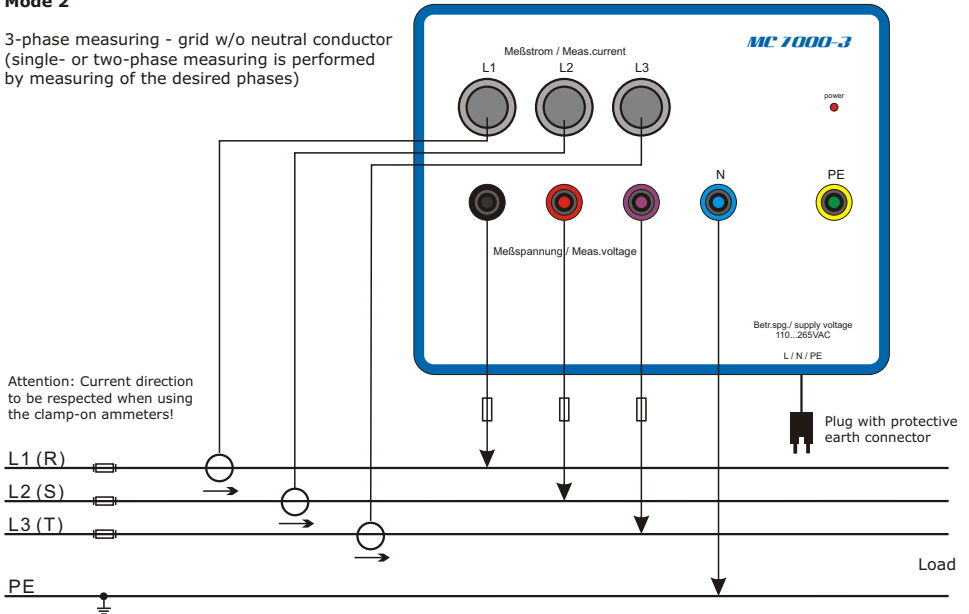 Mode 2
3-phase measuring - grid w/o neutral conductor
(single- or two-phase measuring is performed
by measuring of the desired phases)
MC 7000-3
Meßstrom / Meas.current
L1 L2 L3
power
N PE
Meßspannung / Meas.voltage
Betr.spg./ supply voltage
110...265VAC
L / N / PE
Attention: Current direction
to be respected when using
the clamp-on ammeters!
Plug with protective
earth connector
L1 (R)
L2 (S)
L3 (T)
Load
PE